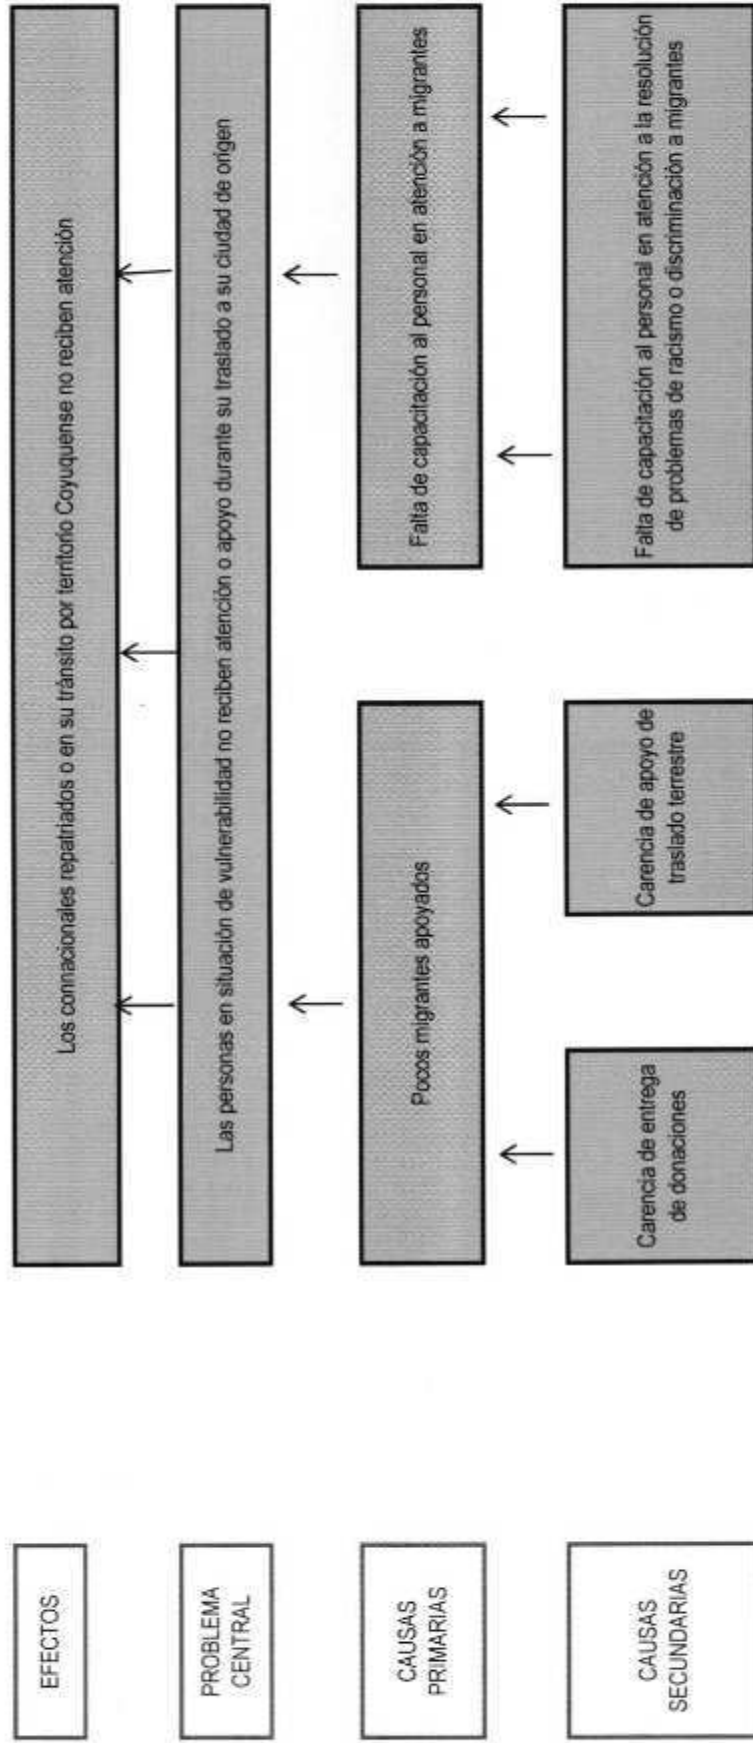 EFECTOS
Los connacionales repatriados o en su tránsito por territorio Coyuquense no reciben atención
PROBLEMA
CENTRAL
Las personas en situación de vulnerabilidad no reciben atención o apoyo durante su traslado a su ciudad de origen
CAUSAS
PRIMARIAS
Pocos migrantes apoyados
Falta de capacitación al personal en atención a migrantes
CAUSAS
SECUNDARIAS
Carencia de entrega
de donaciones
Carencia de apoyo de
traslado terrestre
Falta de capacitación al personal en atención a la resolución
de problemas de racismo o discriminación a migrantes